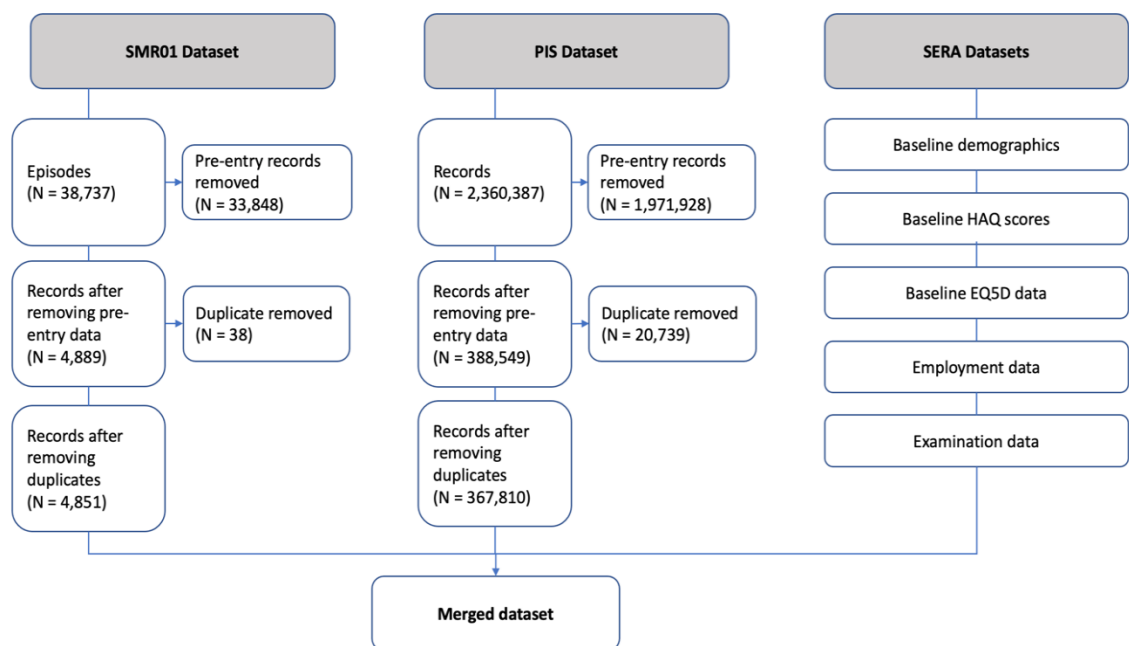 SMR01 Dataset
Episodes
(N = 38,737)
Pre-entry records
removed
(N = 33,848)
Records after
removing pre-
entry data
(N = 4,889)
Duplicate removed
(N = 38)
Records after
removing
duplicates
(N = 4,851)
PIS Dataset
Records
(N = 2,360,387)
Pre-entry records
removed
(N = 1,971,928)
Records after
removing pre-
entry data
(N = 388,549)
Duplicate removed
(N = 20,739)
Records after
removing
duplicates
(N = 367,810)
SERA Datasets
Baseline demographics
Baseline HAQ scores
Baseline EQ5D data
Employment data
Examination data
Merged dataset